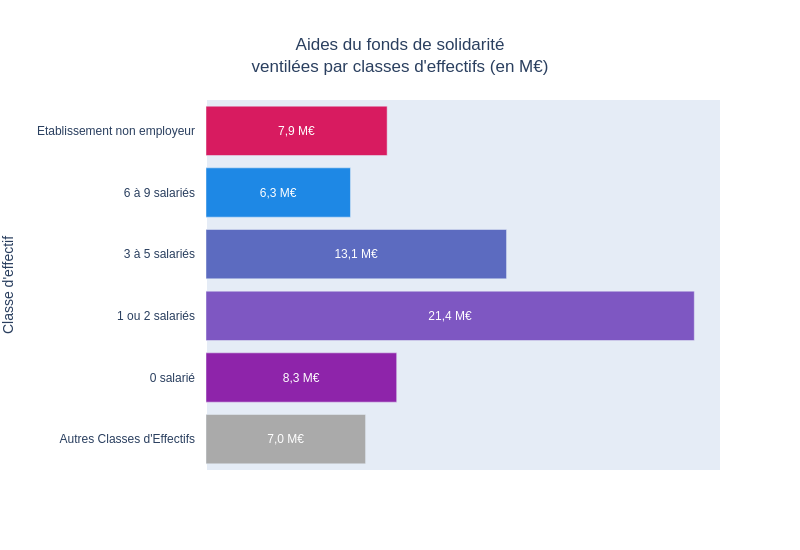 Aides du fonds de solidarité
ventilées par classes d'effectifs (en M€)
Classe d'effectif
Etablissement non employeur
7,9 M€
6 à 9 salariés
6,3 M€
3 à 5 salariés
13,1 M€
1 ou 2 salariés
21,4 M€
0 salarié
8,3 M€
Autres Classes d'Effectifs
7,0 M€